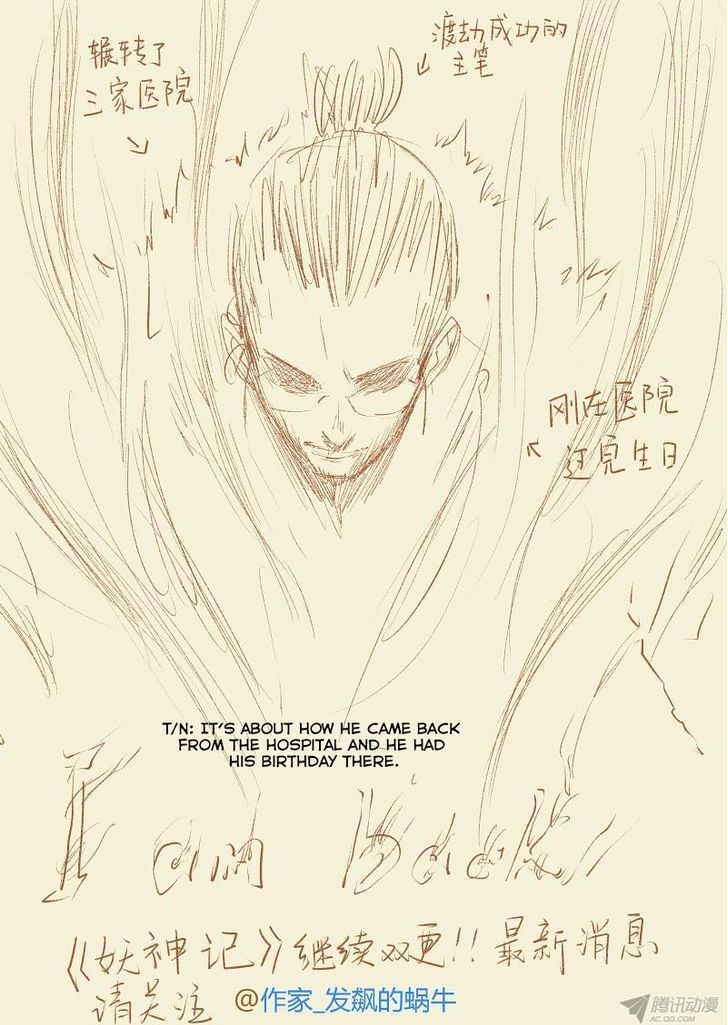 渡劫成功的
主笔
辗转了
三家医院
刚在医院
过完生日
T/N: IT'S ABOUT HOW HE CAME BACK
FROM THE HOSPITAL AND HE HAD
HIS BIRTHDAY THERE.
《妖神记》继续双更!!最新消息
请关注 @作家_发飙的蜗牛
腾讯动漫
AC.QQ.COM